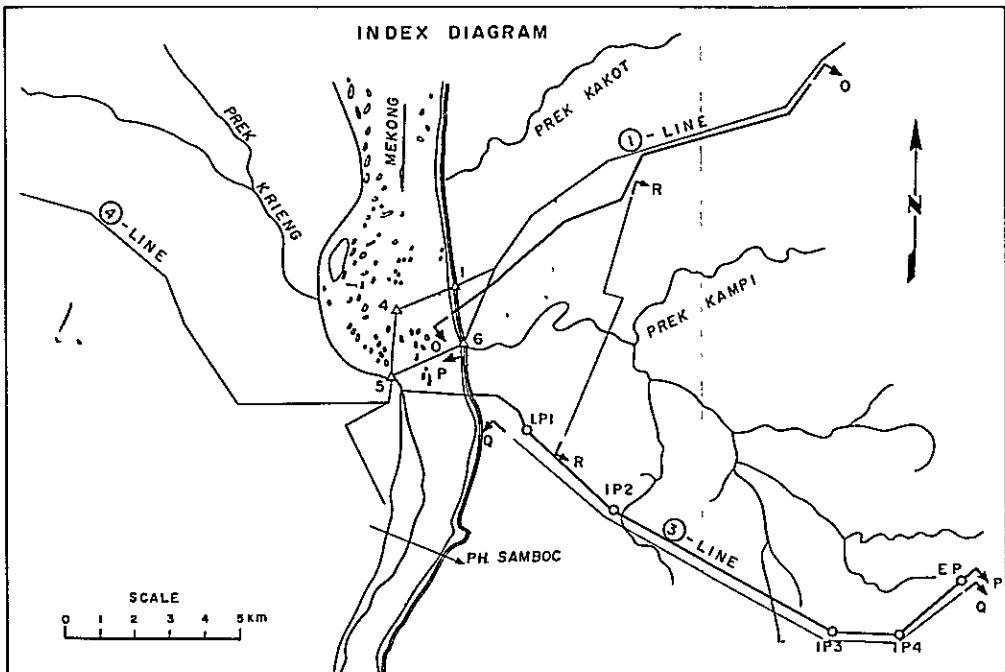 INDEX DIAGRAM
PREK KRIENG
MEKONG
PREK KAKOT
1 - LINE
O
R
N
4 - LINE
1
4
PREK KAMPI
O
6
P
5
IP1
Q
R
IP2
3 - LINE
PH. SAMBOC
EP
P
Q
IP3
IP4
SCALE
0 1 2 3 4 5 KM